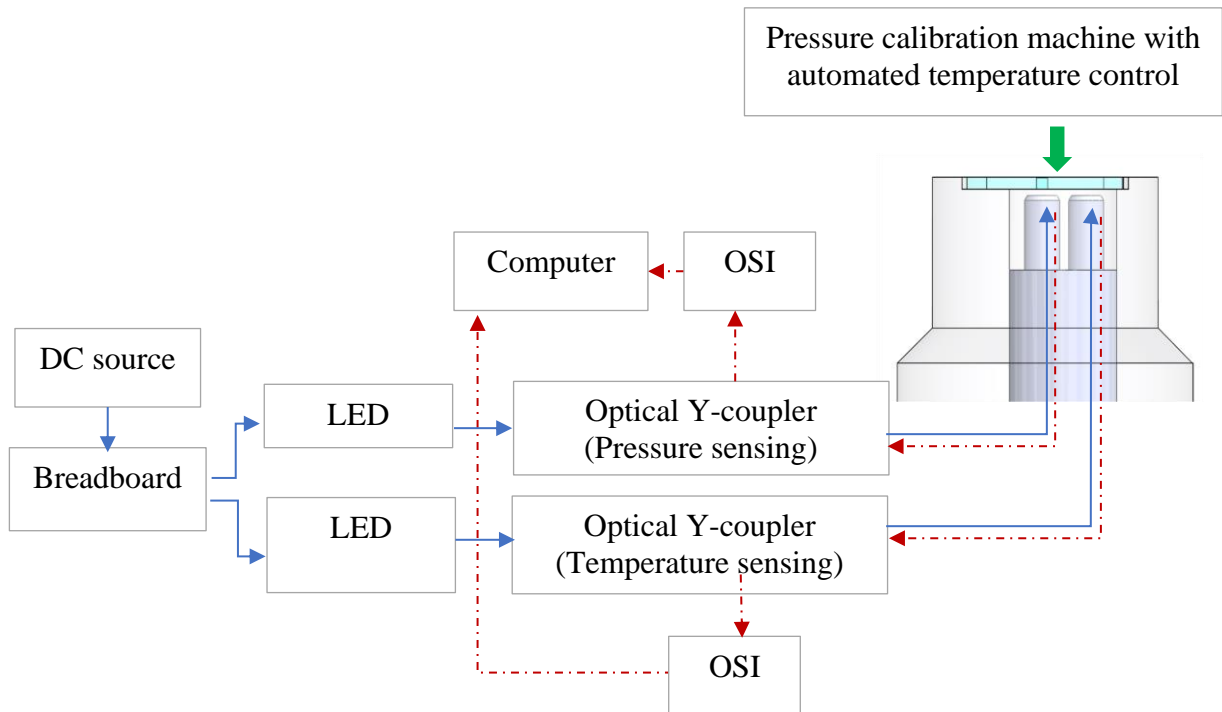 Pressure calibration machine with
automated temperature control
Computer
OSI
DC source
LED
Optical Y-coupler
(Pressure sensing)
Breadboard
LED
Optical Y-coupler
(Temperature sensing)
OSI